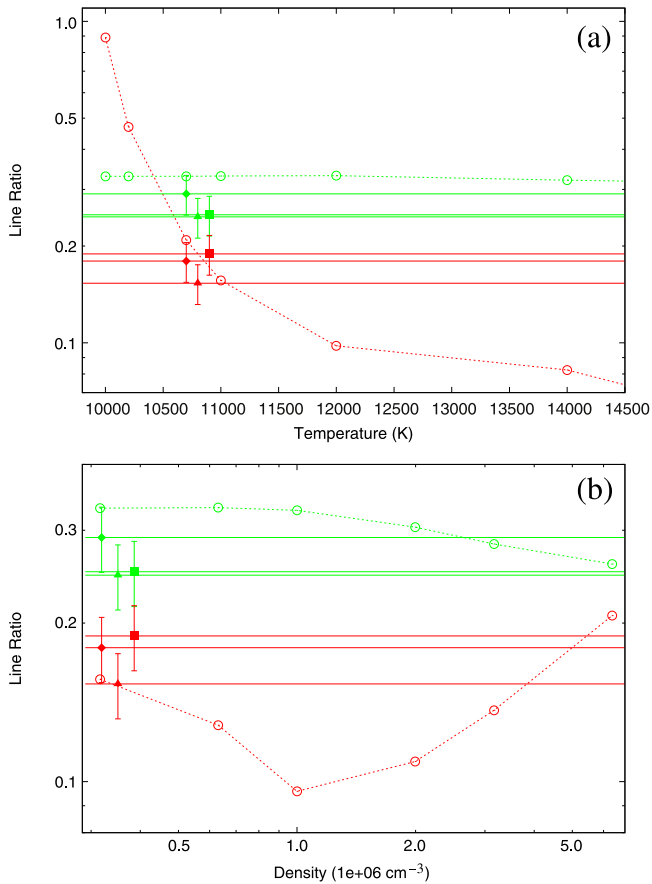 (a)
1.0
0.5
0.2
0.1
Line Ratio
10000 10500 11000 11500 12000 12500 13000 13500 14000 14500
Temperature (K)
(b)
0.3
0.2
0.1
Line Ratio
0.5 1.0 2.0 5.0
Density (1e+06 cm⁻³)